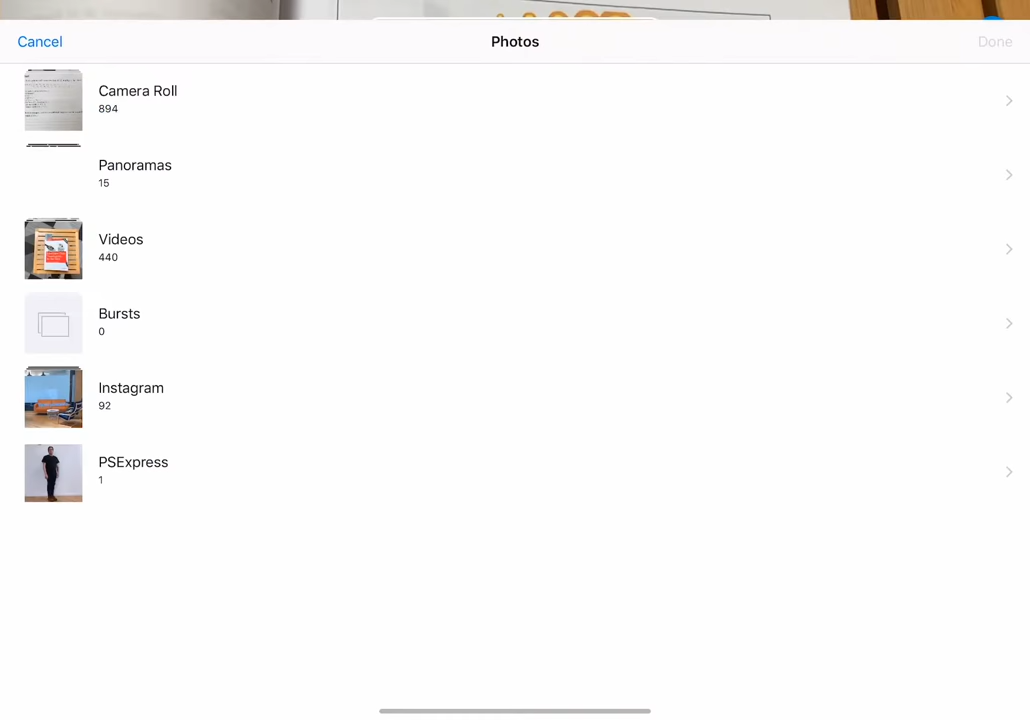 Cancel
Photos
Done
Camera Roll
894
Panoramas
15
Videos
440
Bursts
0
Instagram
92
PSExpress
1